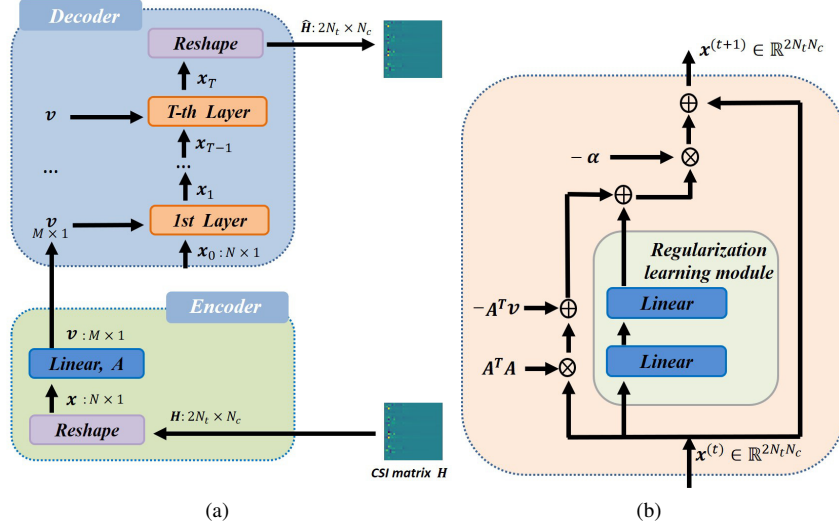 Decoder
Reshape
Ĥ: 2N_t × N_c
x_T
v
T-th Layer
x_{T−1}
...
...
x_1
v
M × 1
1st Layer
x_0 : N × 1
Encoder
v : M × 1
Linear, A
x : N × 1
Reshape
H: 2N_t × N_c
CSI matrix H
(a)
x^{(t+1)} ∈ ℝ^{2N_tN_c}
⊕
− α
⊗
⊕
Regularization
learning module
Linear
−A^T v
⊕
A^T A
⊗
Linear
x^{(t)} ∈ ℝ^{2N_tN_c}
(b)